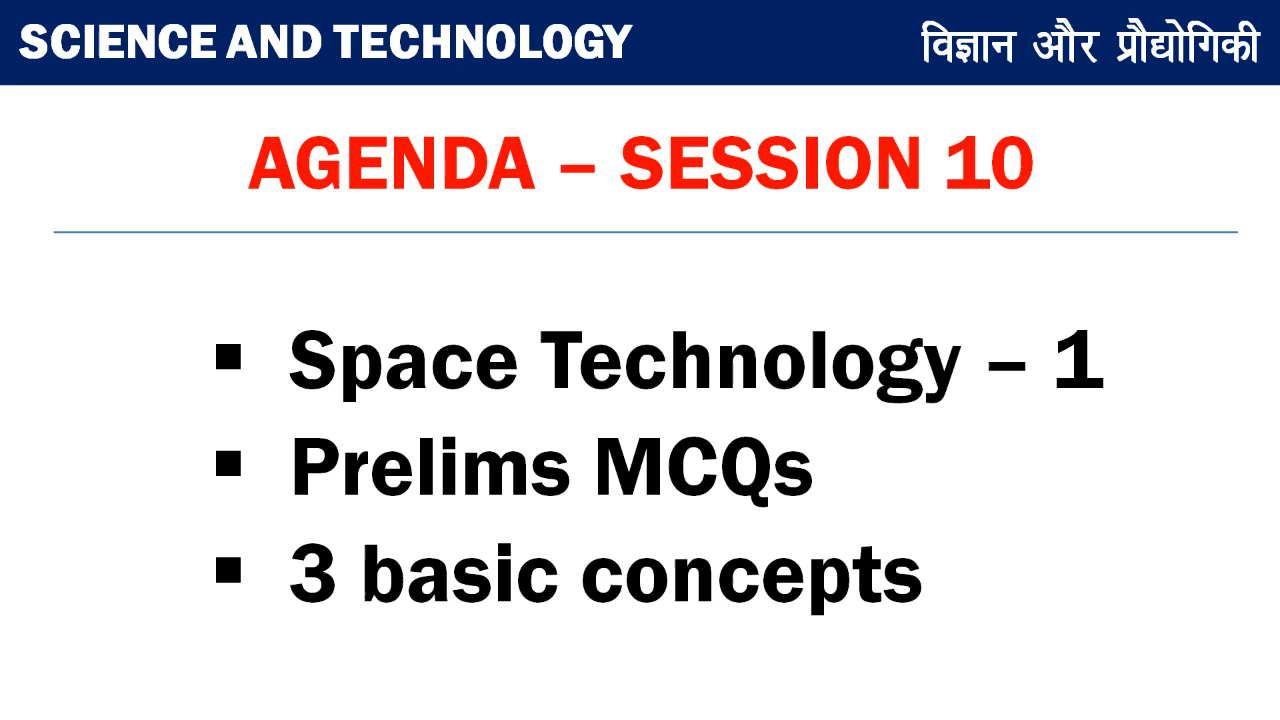 SCIENCE AND TECHNOLOGY
विज्ञान और प्रौद्योगिकी
AGENDA – SESSION 10
▪ Space Technology – 1
▪ Prelims MCQs
▪ 3 basic concepts